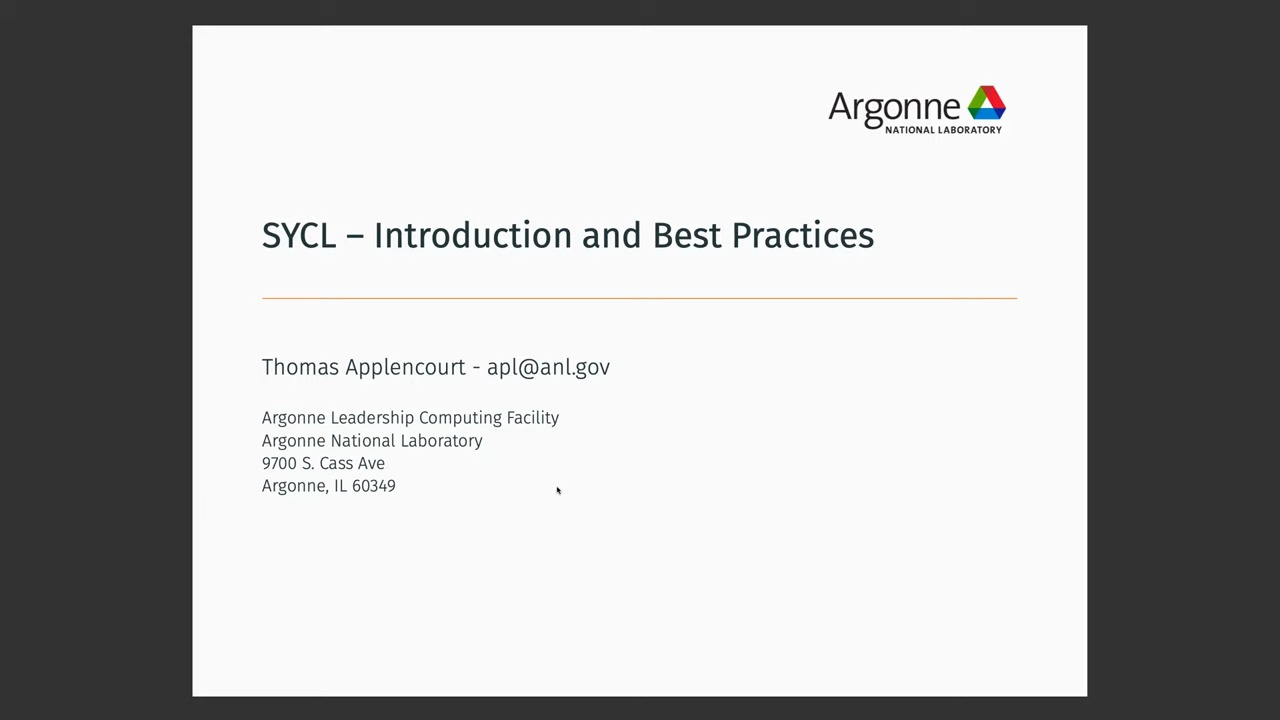 Argonne
NATIONAL LABORATORY
SYCL – Introduction and Best Practices
Thomas Applencourt - apl@anl.gov
Argonne Leadership Computing Facility
Argonne National Laboratory
9700 S. Cass Ave
Argonne, IL 60349